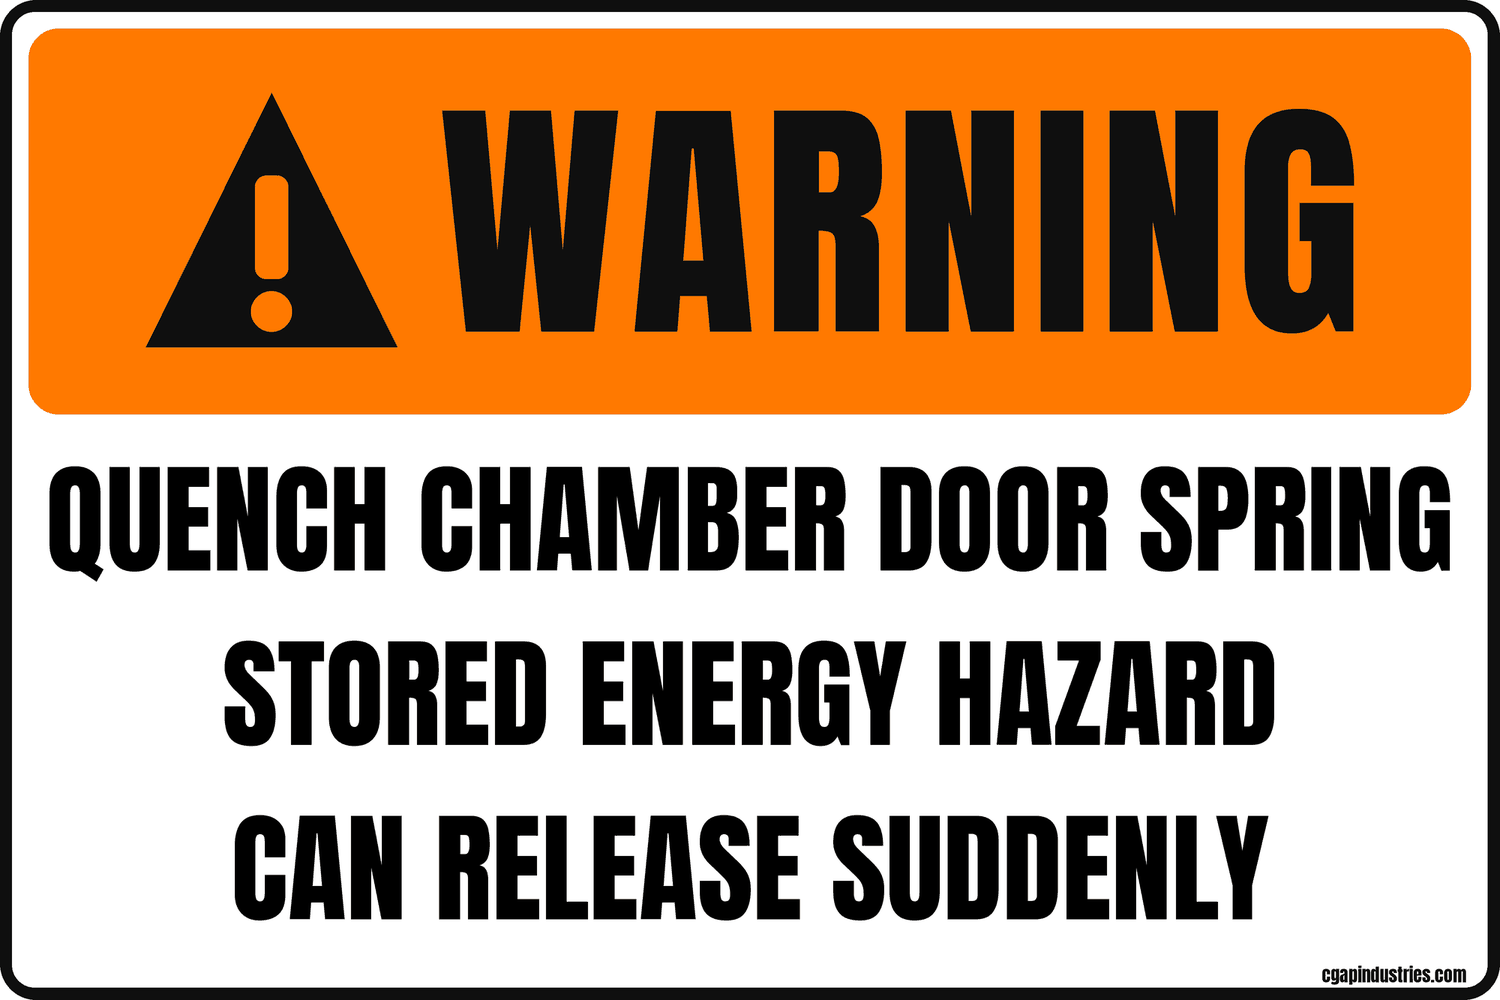 WARNING
QUENCH CHAMBER DOOR SPRING
STORED ENERGY HAZARD
CAN RELEASE SUDDENLY
cgapindustries.com